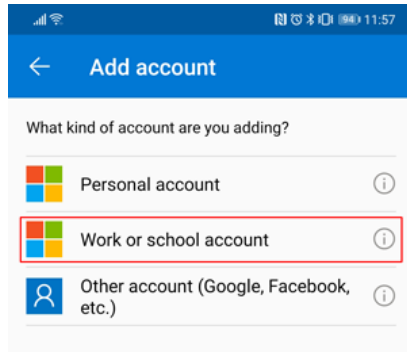 94 11:57
Add account
What kind of account are you adding?
Personal account
Work or school account
Other account (Google, Facebook,
etc.)